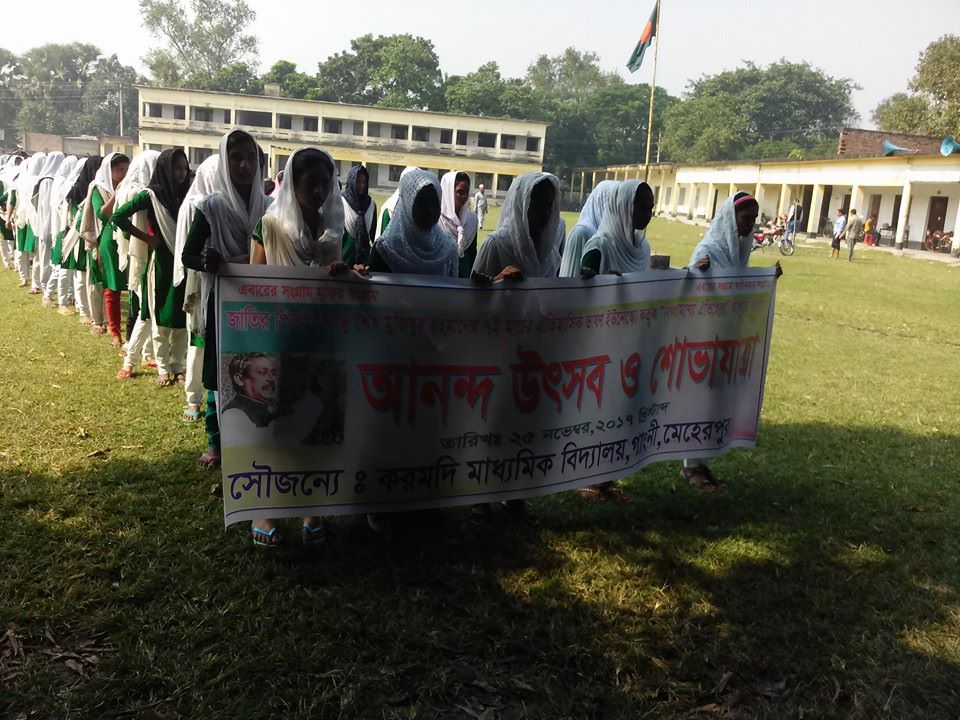 এবারের সংগ্রাম মুক্তির সংগ্রাম
এবারের সংগ্রাম স্বাধীনতার সংগ্রাম
জাতির পিতা বঙ্গবন্ধু শেখ মুজিবুর রহমানের ৭ই মার্চের ঐতিহাসিক ভাষণ ইউনেস্কো কর্তৃক
আনন্দ উৎসব ও শোভাযাত্রা
তারিখঃ ২৫ নভেম্বর,২০১৭ খ্রিস্টাব্দ
সৌজন্যে ঃ করমদি মাধ্যমিক বিদ্যালয়, গাংনী, মেহেরপুর